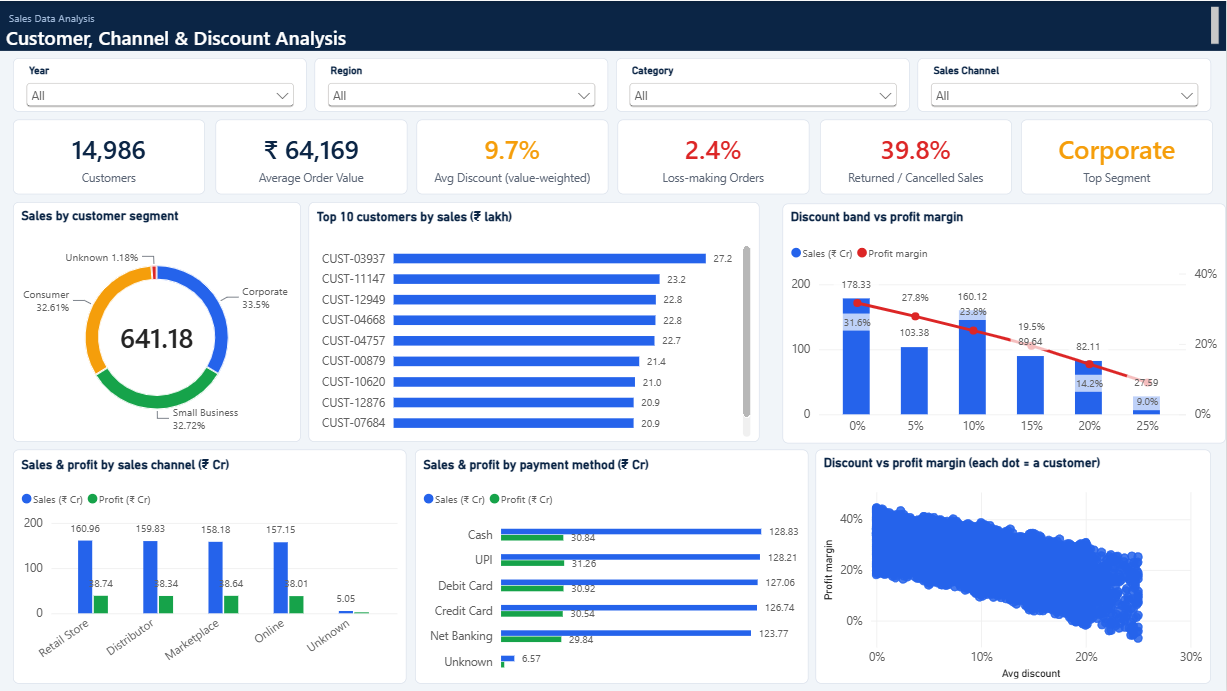 Sales Data Analysis
Customer, Channel & Discount Analysis
Year
All
Region
All
Category
All
Sales Channel
All
14,986
Customers
₹ 64,169
Average Order Value
9.7%
Avg Discount (value-weighted)
2.4%
Loss-making Orders
39.8%
Returned / Cancelled Sales
Corporate
Top Segment
Sales by customer segment
Unknown 1.18%
Corporate
33.5%
Consumer
32.61%
641.18
Small Business
32.72%
Top 10 customers by sales (₹ lakh)
CUST-03937 27.2
CUST-11147 23.2
CUST-12949 22.8
CUST-04668 22.8
CUST-04757 22.7
CUST-00879 21.4
CUST-10620 21.0
CUST-12876 20.9
CUST-07684 20.9
Discount band vs profit margin
Sales (₹ Cr) Profit margin
200
100
0
40%
20%
0%
178.33
103.38
160.12
89.64
82.11
27.59
31.6%
27.8%
23.8%
19.5%
14.2%
9.0%
0% 5% 10% 15% 20% 25%
Sales & profit by sales channel (₹ Cr)
Sales (₹ Cr) Profit (₹ Cr)
200
100
0
160.96 159.83 158.18 157.15 5.05
38.74 38.34 38.64 38.01
Retail Store Distributor Marketplace Online Unknown
Sales & profit by payment method (₹ Cr)
Sales (₹ Cr) Profit (₹ Cr)
Cash 128.83
30.84
UPI 128.21
31.26
Debit Card 127.06
30.92
Credit Card 126.74
30.54
Net Banking 123.77
29.84
Unknown 6.57
Discount vs profit margin (each dot = a customer)
Profit margin
40%
20%
0%
0% 10% 20% 30%
Avg discount